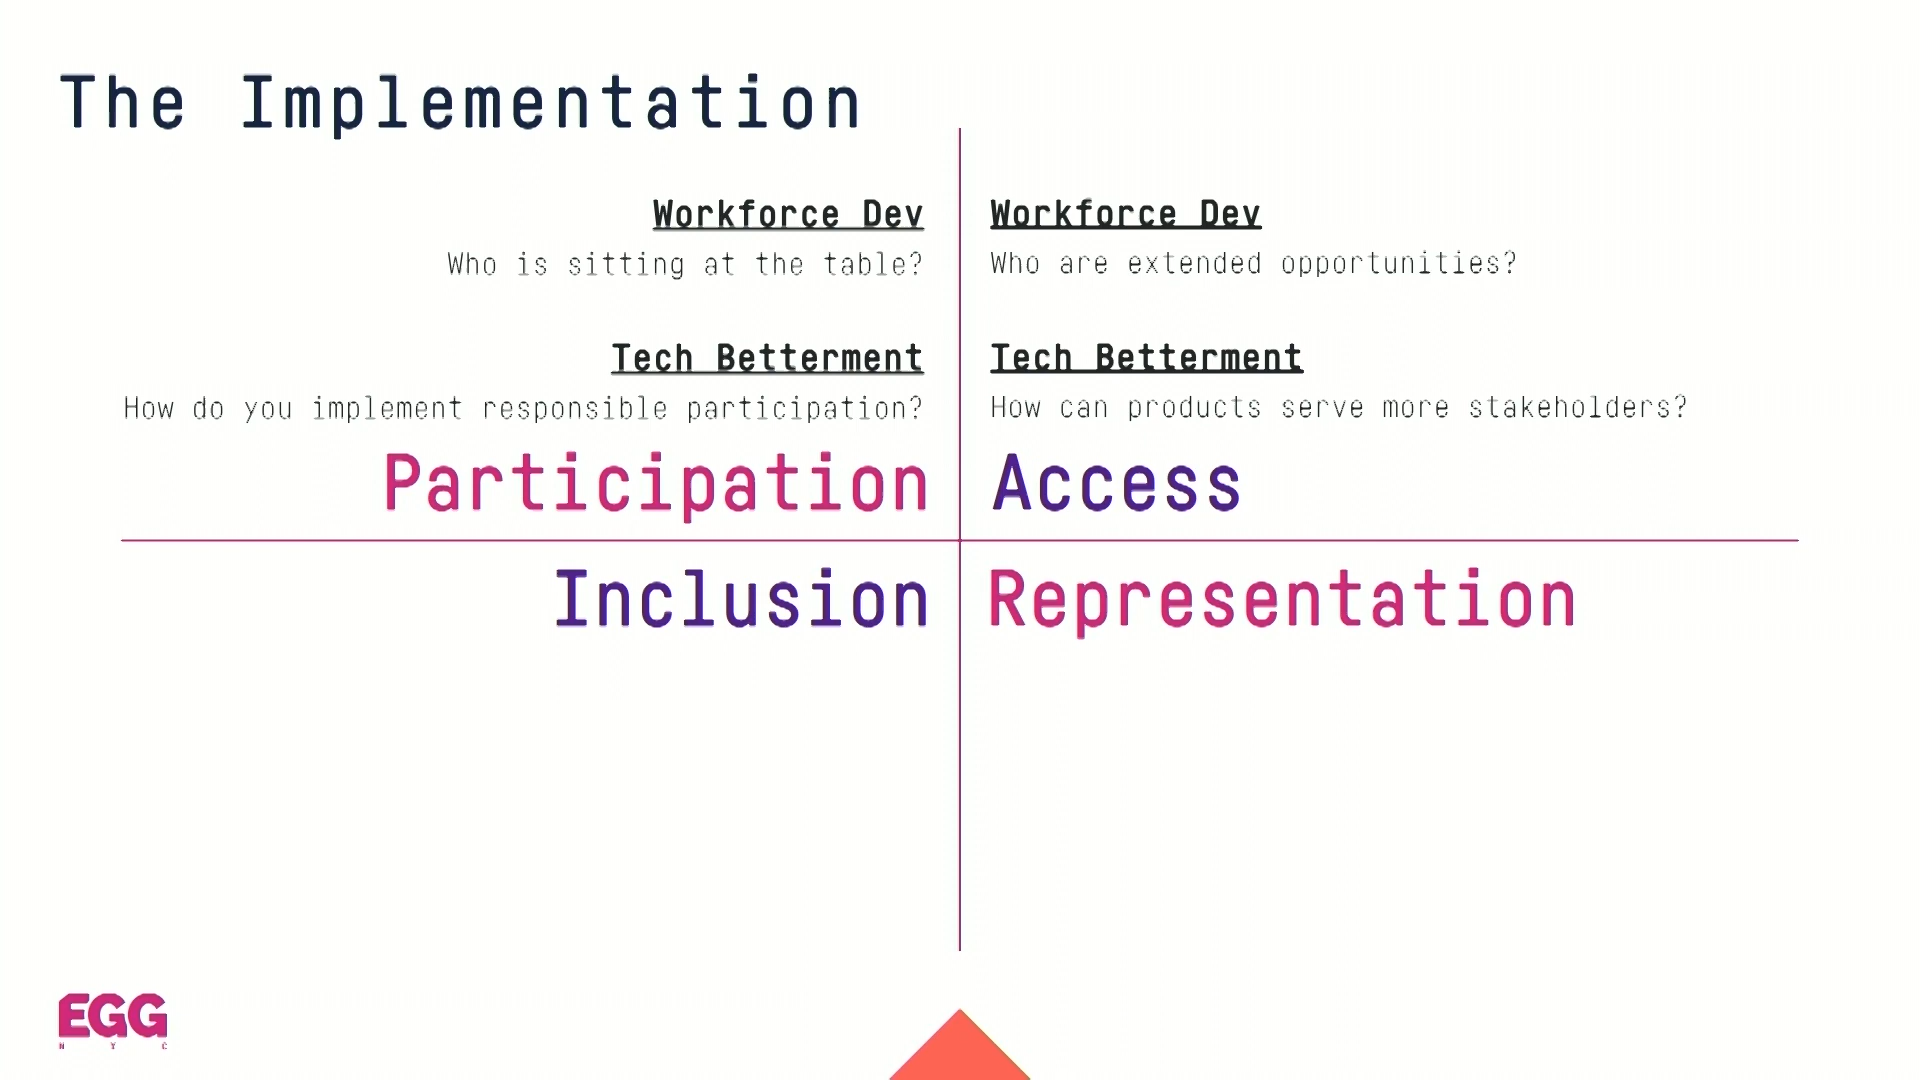 The Implementation
Workforce Dev
Who is sitting at the table?
Tech Betterment
How do you implement responsible participation?
Participation
Workforce Dev
Who are extended opportunities?
Tech Betterment
How can products serve more stakeholders?
Access
Inclusion
Representation
EGG
N Y C